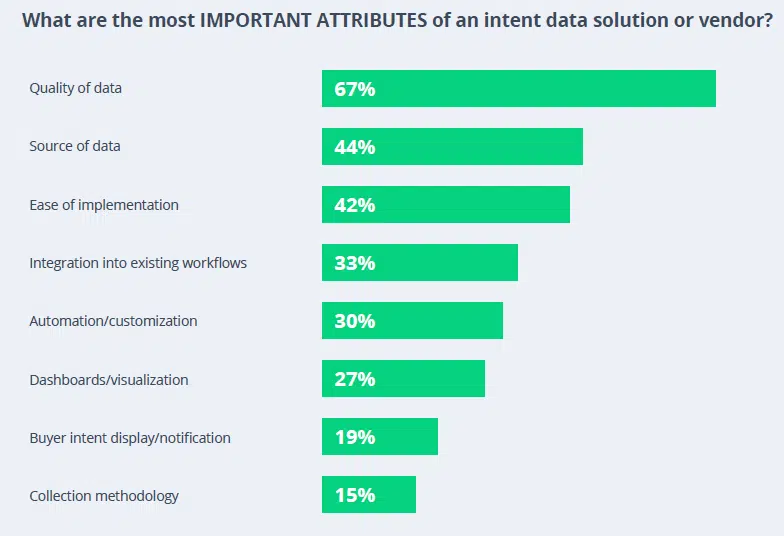 What are the most IMPORTANT ATTRIBUTES of an intent data solution or vendor?
Quality of data 67%
Source of data 44%
Ease of implementation 42%
Integration into existing workflows 33%
Automation/customization 30%
Dashboards/visualization 27%
Buyer intent display/notification 19%
Collection methodology 15%